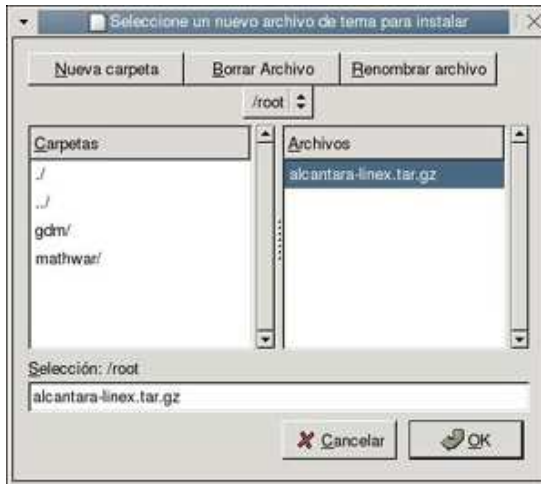 Seleccione un nuevo archivo de tema para instalar
Nueva carpeta Borrar Archivo Renombrar archivo
/root
Carpetas
./
../
gdm/
mathwar/
Archivos
alcantara-linex.tar.gz
Selección: /root
alcantara-linex.tar.gz
Cancelar OK